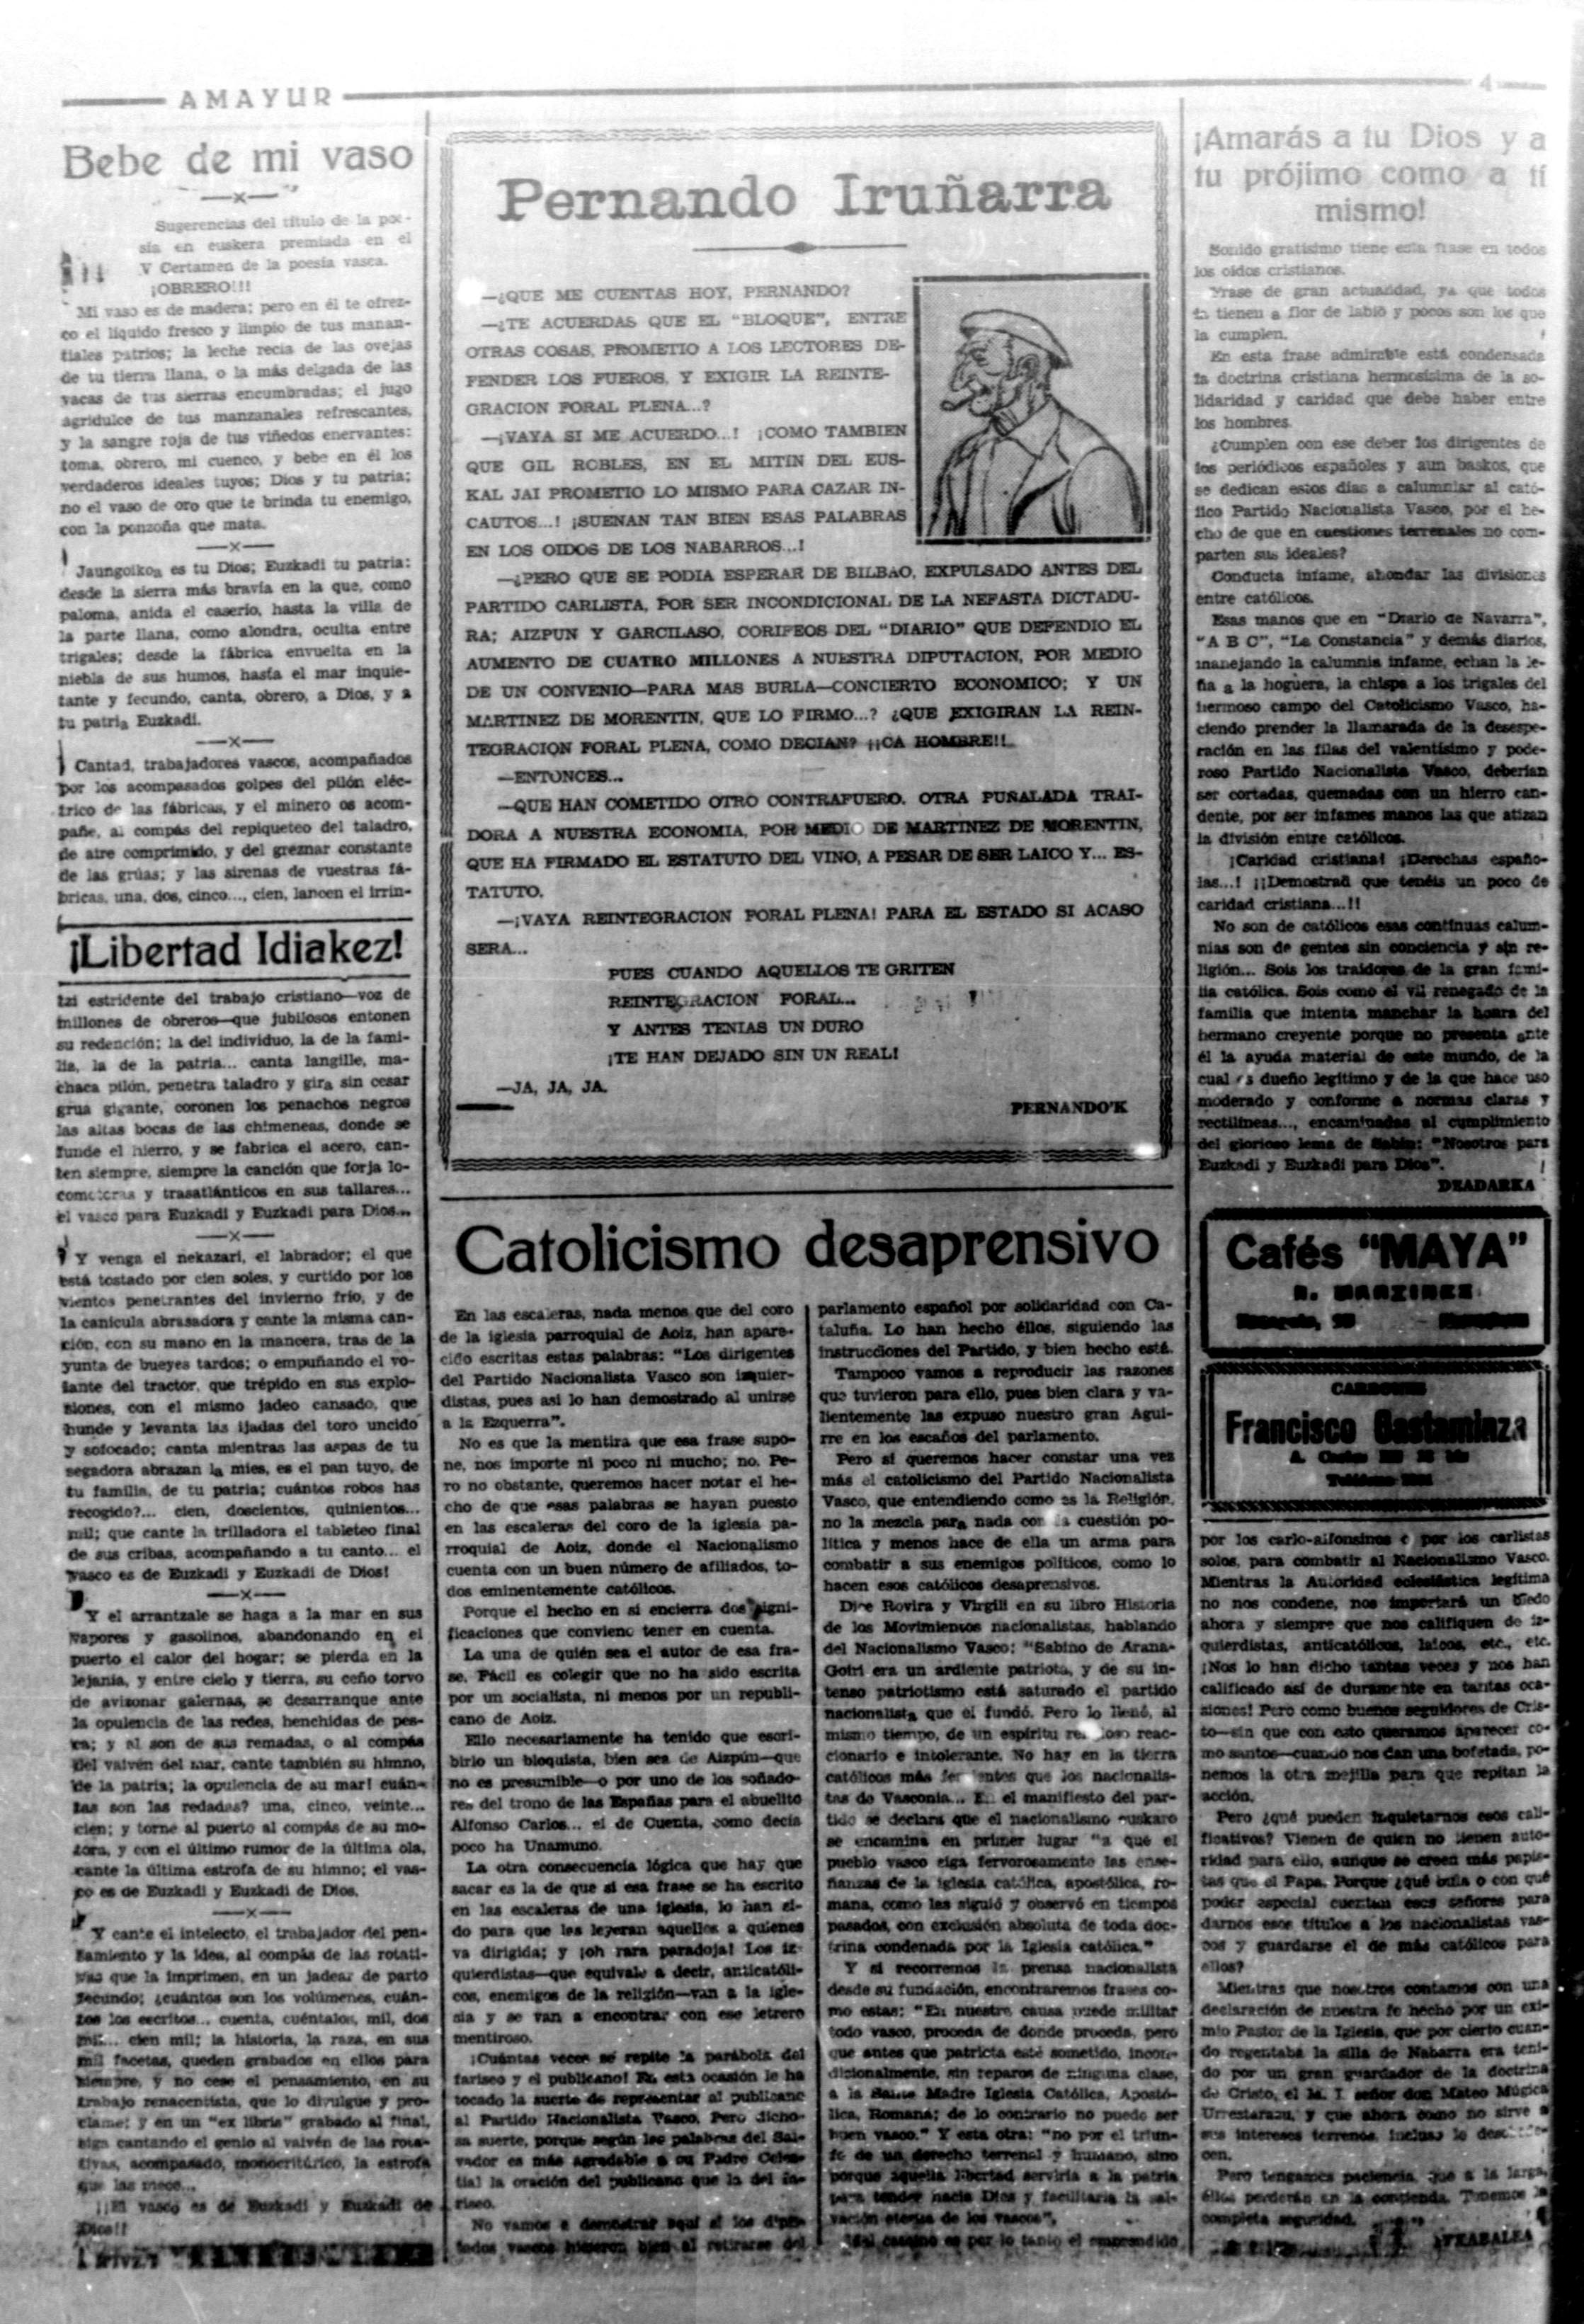 AMAYUR
4
Bebe de mi vaso
Sugerencias del título de la poe-
sía en euskera premiada en el
V Certamen de la poesía vasca.
¡OBRERO!!!
Mi vaso es de madera; pero en él te ofrez-
co el líquido fresco y limpio de tus manan-
tiales patrios; la leche recia de las ovejas
de tu tierra llana, o la más delgada de las
vacas de tus sierras encumbradas; el jugo
agridulce de tus manzanales refrescantes,
y la sangre roja de tus viñedos enervantes:
toma, obrero, mi cuenco, y bebe en él los
verdaderos ideales tuyos; Dios y tu patria;
no el vaso de oro que te brinda tu enemigo,
con la ponzoña que mata.
Jaungoikoa es tu Dios; Euzkadi tu patria:
desde la sierra más bravía en la que, como
paloma, anida el caserío, hasta la villa de
la parte llana, como alondra, oculta entre
trigales; desde la fábrica envuelta en la
niebla de sus humos, hasta el mar inquie-
tante y fecundo, canta, obrero, a Dios, y a
tu patria Euzkadi.
Cantad, trabajadores vascos, acompañados
por los acompasados golpes del pilón eléc-
trico de las fábricas, y el minero os acom-
pañe, al compás del repiqueteo del taladro,
de aire comprimido, y del greznar constante
de las grúas; y las sirenas de vuestras fá-
bricas, una, dos, cinco..., cien, lancen el irrin-
¡Libertad Idiakez!
tzi estridente del trabajo cristiano—voz de
millones de obreros—que jubilosos entonen
su redención; la del individuo, la de la fami-
lia, la de la patria... canta langille, ma-
chaca pilón, penetra taladro y gira sin cesar
grua gigante, coronen los penachos negros
las altas bocas de las chimeneas, donde se
funde el hierro, y se fabrica el acero, can-
ten siempre, siempre la canción que forja lo-
comotoras y trasatlánticos en sus tallares...
el vasco para Euzkadi y Euzkadi para Dios...
Y venga el nekazari, el labrador; el que
está tostado por cien soles, y curtido por los
vientos penetrantes del invierno frío, y de
la canícula abrasadora y cante la misma can-
ción, con su mano en la mancera, tras de la
yunta de bueyes tardos; o empuñando el vo-
lante del tractor, que trépido en sus explo-
siones, con el mismo jadeo cansado, que
hunde y levanta las ijadas del toro uncido
y sofocado; canta mientras las aspas de tu
segadora abrazan la mies, es el pan tuyo, de
tu familia, de tu patria; cuántos robos has
recogido?... cien, doscientos, quinientos...
mil; que cante la trilladora el tableteo final
de sus cribas, acompañando a tu canto... el
vasco es de Euzkadi y Euzkadi de Dios!
Y el arrantzale se haga a la mar en sus
vapores y gasolinos, abandonando en el
puerto el calor del hogar; se pierda en la
lejanía, y entre cielo y tierra, su ceño torvo
de avizonar galernas, se desarranque ante
la opulencia de las redes, henchidas de pes-
ca; y al son de sus remadas, o al compás
del vaivén del mar, cante también su himno,
de la patria; la opulencia de su mar! cuán-
tas son las redadas? una, cinco, veinte...
cien; y torne al puerto al compás de su mo-
tora, y con el último rumor de la última ola,
cante la última estrofa de su himno; el vas-
co es de Euzkadi y Euzkadi de Dios.
Y cante el intelecto, el trabajador del pen-
samiento y la idea, al compás de las rotati-
vas que la imprimen, en un jadear de parto
fecundo; ¿cuántos son los volúmenes, cuán-
tos los escritos... cuenta, cuéntalos, mil, dos
mil... cien mil; la historia, la raza, en sus
mil facetas, queden grabados en ellos para
siempre, y no cese el pensamiento, en su
trabajo renacentista, que lo divulgue y pro-
clame; y en un "ex libris" grabado al final,
siga cantando el genio al vaivén de las rota-
tivas, acompasado, monocrítúrico, la estrofa
que las mece...
¡¡El vasco es de Euzkadi y Euzkadi de
Dios!!
Pernando Iruñarra
—¿QUE ME CUENTAS HOY, PERNANDO?
—¿TE ACUERDAS QUE EL "BLOQUE", ENTRE
OTRAS COSAS, PROMETIO A LOS LECTORES DE-
FENDER LOS FUEROS, Y EXIGIR LA REINTE-
GRACION FORAL PLENA...?
—¡VAYA SI ME ACUERDO...! ¡COMO TAMBIEN
QUE GIL ROBLES, EN EL MITIN DEL EUS-
KAL JAI PROMETIO LO MISMO PARA CAZAR IN-
CAUTOS...! ¡SUENAN TAN BIEN ESAS PALABRAS
EN LOS OIDOS DE LOS NABARROS...!
—¿PERO QUE SE PODIA ESPERAR DE BILBAO, EXPULSADO ANTES DEL
PARTIDO CARLISTA, POR SER INCONDICIONAL DE LA NEFASTA DICTADU-
RA; AIZPUN Y GARCILASO, CORIFEOS DEL "DIARIO" QUE DEFENDIO EL
AUMENTO DE CUATRO MILLONES A NUESTRA DIPUTACION, POR MEDIO
DE UN CONVENIO—PARA MAS BURLA—CONCIERTO ECONOMICO; Y UN
MARTINEZ DE MORENTIN, QUE LO FIRMO...? ¿QUE EXIGIRAN LA REIN-
TEGRACION FORAL PLENA, COMO DECIAN? ¡¡CA HOMBRE!!
—ENTONCES...
—QUE HAN COMETIDO OTRO CONTRAFUERO. OTRA PUÑALADA TRAI-
DORA A NUESTRA ECONOMIA, POR MEDIO DE MARTINEZ DE MORENTIN,
QUE HA FIRMADO EL ESTATUTO DEL VINO, A PESAR DE SER LAICO Y... ES-
TATUTO.
—¡VAYA REINTEGRACION FORAL PLENA! PARA EL ESTADO SI ACASO
SERA...
PUES CUANDO AQUELLOS TE GRITEN
REINTEGRACION FORAL...
Y ANTES TENIAS UN DURO
¡TE HAN DEJADO SIN UN REAL!
—JA, JA, JA.
PERNANDO'K
Catolicismo desaprensivo
En las escaleras, nada menos que del coro
de la iglesia parroquial de Aoiz, han apare-
cido escritas estas palabras: "Los dirigentes
del Partido Nacionalista Vasco son izquier-
distas, pues así lo han demostrado al unirse
a la Ezquerra".
No es que la mentira que esa frase supo-
ne, nos importe ni poco ni mucho; no. Pe-
ro no obstante, queremos hacer notar el he-
cho de que esas palabras se hayan puesto
en las escaleras del coro de la iglesia pa-
rroquial de Aoiz, donde el Nacionalismo
cuenta con un buen número de afiliados, to-
dos eminentemente católicos.
Porque el hecho en sí encierra dos signi-
ficaciones que conviene tener en cuenta.
La una de quién sea el autor de esa fra-
se. Fácil es colegir que no ha sido escrita
por un socialista, ni menos por un republi-
cano de Aoiz.
Ello necesariamente ha tenido que escri-
birlo un bloquista, bien sea de Aizpún—que
no es presumible—o por uno de los soñado-
res del trono de las Españas para el abuelito
Alfonso Carlos... el de Cuenta, como decía
poco ha Unamuno.
La otra consecuencia lógica que hay que
sacar es la de que si esa frase se ha escrito
en las escaleras de una iglesia, lo han si-
do para que las leyeran aquellos a quienes
va dirigida; y ¡oh rara paradoja! Los iz-
quierdistas—que equivale a decir, anticatóli-
cos, enemigos de la religión—van a la igle-
sia y se van a encontrar con ese letrero
mentiroso.
¡Cuántas veces se repite la parábola del
fariseo y el publicano! En esta ocasión le ha
tocado la suerte de representar al publicano
al Partido Nacionalista Vasco. Pero dicho-
sa suerte, porque según las palabras del Sal-
vador es más agradable a su Padre Celes-
tial la oración del publicano que la del fa-
riseo.
No vamos a demostrar aquí si los dipu-
tados vascos hicieron bien al retirarse del
parlamento español por solidaridad con Ca-
taluña. Lo han hecho éllos, siguiendo las
instrucciones del Partido, y bien hecho está.
Tampoco vamos a reproducir las razones
que tuvieron para ello, pues bien clara y va-
lientemente las expuso nuestro gran Agui-
rre en los escaños del parlamento.
Pero sí queremos hacer constar una vez
más el catolicismo del Partido Nacionalista
Vasco, que entendiendo como es la Religión,
no la mezcla para nada con la cuestión po-
lítica y menos hace de ella un arma para
combatir a sus enemigos políticos, como lo
hacen esos católicos desaprensivos.
Dice Rovira y Virgili en su libro Historia
de los Movimientos nacionalistas, hablando
del Nacionalismo Vasco: "Sabino de Arana-
Goiri era un ardiente patriota, y de su in-
tenso patriotismo está saturado el partido
nacionalista que el fundó. Pero lo llenó, al
mismo tiempo, de un espíritu religioso reac-
cionario e intolerante. No hay en la tierra
católicos más fervientes que los nacionalis-
tas de Vasconia... En el manifiesto del par-
tido se declara que el nacionalismo euskaro
se encamina en primer lugar "a que el
pueblo vasco siga fervorosamente las ense-
ñanzas de la iglesia católica, apostólica, ro-
mana, como las siguió y observó en tiempos
pasados, con exclusión absoluta de toda doc-
trina condenada por la Iglesia católica."
Y si recorremos la prensa nacionalista
desde su fundación, encontraremos frases co-
mo estas: "En nuestra causa puede militar
todo vasco, proceda de donde proceda, pero
que antes que patriota esté sometido, incon-
dicionalmente, sin reparos de ninguna clase,
a la Santa Madre Iglesia Católica, Apostó-
lica, Romana; de lo contrario no puede ser
buen vasco." Y esta otra: "no por el triun-
fo de un derecho terrenal y humano, sino
porque aquella libertad serviría a la patria
para tender hacia Dios y facilitaría la sal-
vación eterna de los vascos",
Mal camino es por lo tanto el emprendido
¡Amarás a tu Dios y a
tu prójimo como a tí
mismo!
Sonido gratísimo tiene esta frase en todos
los oídos cristianos.
Frase de gran actuaridad, ya que todos
la tienen a flor de labio y pocos son los que
la cumplen.
En esta frase admirable está condensada
la doctrina cristiana hermosísima de la so-
lidaridad y caridad que debe haber entre
los hombres.
¿Cumplen con ese deber los dirigentes de
los periódicos españoles y aun baskos, que
se dedican estos días a calumniar al cató-
lico Partido Nacionalista Vasco, por el he-
cho de que en cuestiones terrenales no com-
parten sus ideales?
Conducta infame, ahondar las divisiones
entre católicos.
Esas manos que en "Diario de Navarra",
"A B C", "La Constancia" y demás diarios,
manejando la calumnia infame, echan la le-
ña a la hoguera, la chispa a los trigales del
hermoso campo del Catolicismo Vasco, ha-
ciendo prender la llamarada de la desespe-
ración en las filas del valentísimo y pode-
roso Partido Nacionalista Vasco, deberían
ser cortadas, quemadas con un hierro can-
dente, por ser infames manos las que atizan
la división entre católicos.
¡Caridad cristiana! ¡Derechas españo-
las...! ¡¡Demostrad que tenéis un poco de
caridad cristiana...!!
No son de católicos esas contínuas calum-
nias son de gentes sin conciencia y sin re-
ligión... Sois los traidores de la gran fami-
lia católica. Sois como el vil renegado de la
familia que intenta manchar la honra del
hermano creyente porque no presenta ante
él la ayuda material de este mundo, de la
cual es dueño legítimo y de la que hace uso
moderado y conforme a normas claras y
rectilíneas..., encaminadas al cumplimiento
del glorioso lema de Sabin: "Nosotros para
Euzkadi y Euzkadi para Dios".
DEADARKA
Cafés "MAYA"
CARBONES
Francisco Gastaminza
por los carlo-alfonsinos o por los carlistas
solos, para combatir al Nacionalismo Vasco.
Mientras la Autoridad eclesiástica legítima
no nos condene, nos importará un bledo
ahora y siempre que nos califiquen de iz-
quierdistas, anticatólicos, laicos, etc., etc.
¡Nos lo han dicho tantas veces y nos han
calificado así de duramente en tantas oca-
siones! Pero como buenos seguidores de Cris-
to—sin que con esto queramos aparecer co-
mo santos—cuando nos dan una bofetada, po-
nemos la otra mejilla para que repitan la
acción.
Pero ¿qué pueden inquietarnos esos cali-
ficativos? Vienen de quien no tienen auto-
ridad para ello, aunque se creen más papis-
tas que el Papa. Porque ¿qué bula o con qué
poder especial cuentan esos señores para
darnos esos títulos a los nacionalistas vas-
cos y guardarse el de más católicos para
ellos?
Mientras que nosotros contamos con una
declaración de nuestra fe hecho por un exi-
mio Pastor de la Iglesia, que por cierto cuan-
do regentaba la silla de Nabarra era teni-
do por un gran guardador de la doctrina
de Cristo, el M. I. señor don Mateo Múgica
Urrestarazu, y que ahora como no sirve a
sus intereses terrenos, incluso le desobede-
cen.
Pero tengamos paciencia, que a la larga,
éllos perderán en la contienda. Tenemos la
completa seguridad.